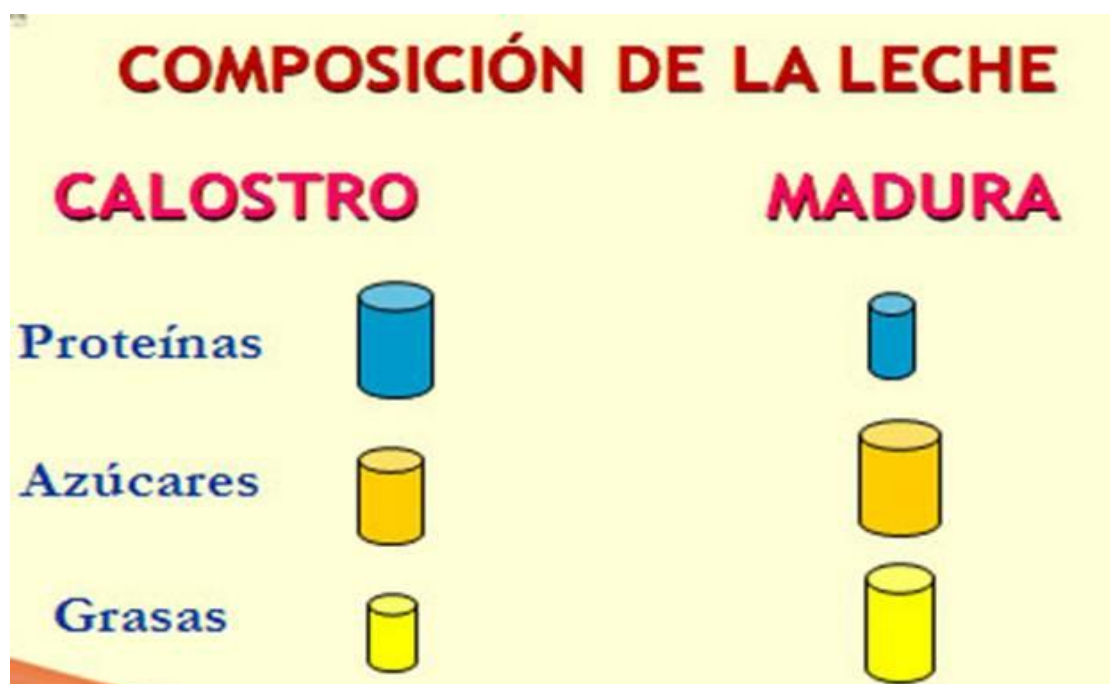 COMPOSICIÓN DE LA LECHE
CALOSTRO MADURA
Proteínas
Azúcares
Grasas